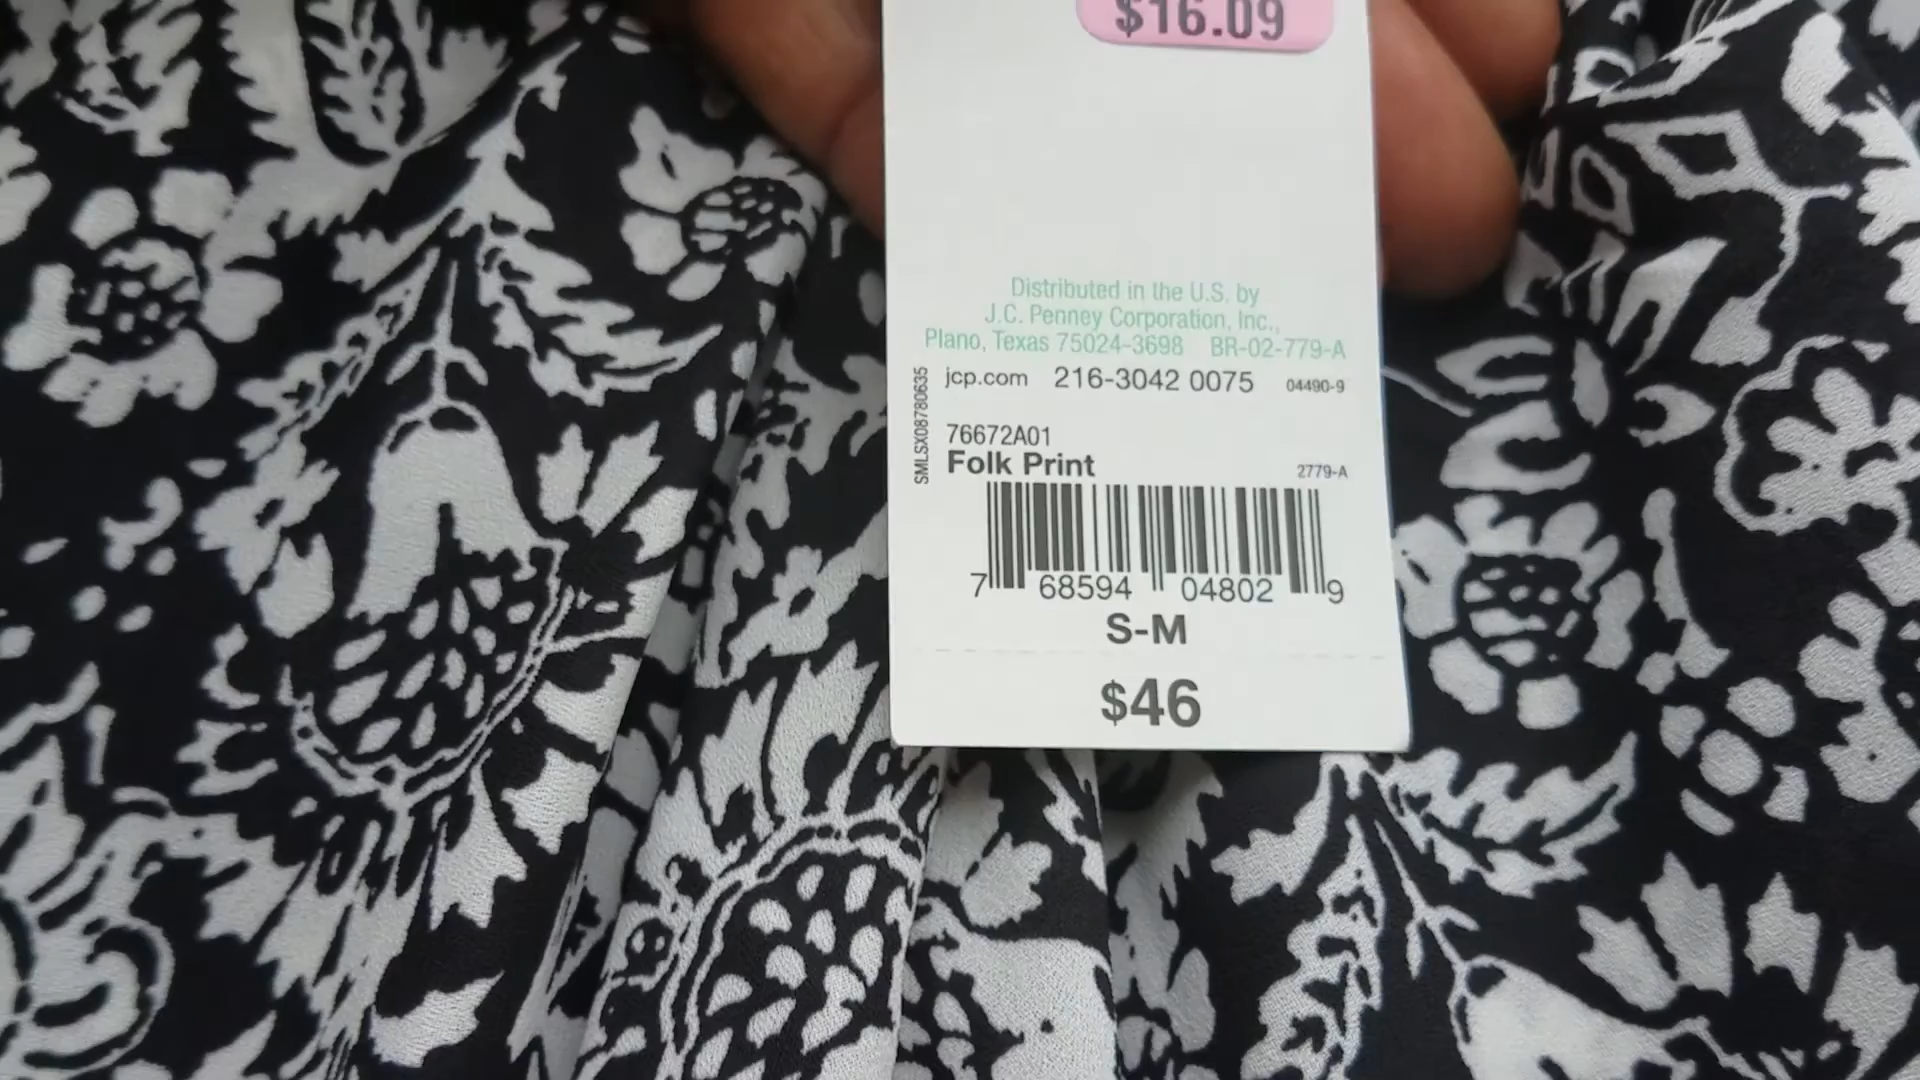 $16.09
Distributed in the U.S. by
J.C. Penney Corporation, Inc.,
Plano, Texas 75024-3698 BR-02-779-A
jcp.com 216-3042 0075 04490-9
SMLSX08780635
76672A01
Folk Print 2779-A
7 68594 04802 9
S-M
$46